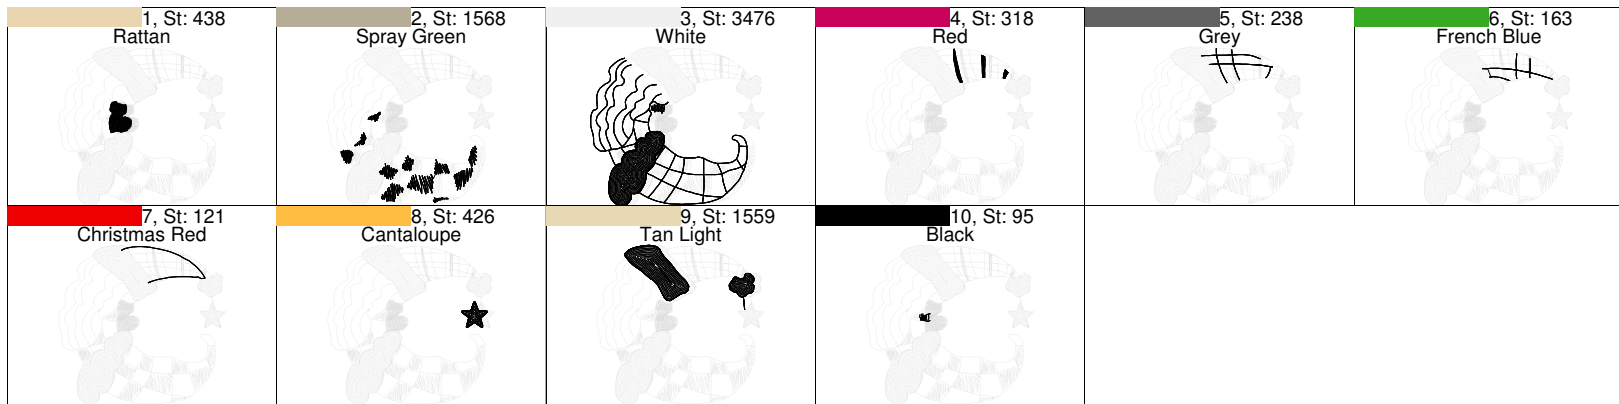 1, St: 438
Rattan
2, St: 1568
Spray Green
3, St: 3476
White
4, St: 318
Red
5, St: 238
Grey
6, St: 163
French Blue
7, St: 121
Christmas Red
8, St: 426
Cantaloupe
9, St: 1559
Tan Light
10, St: 95
Black